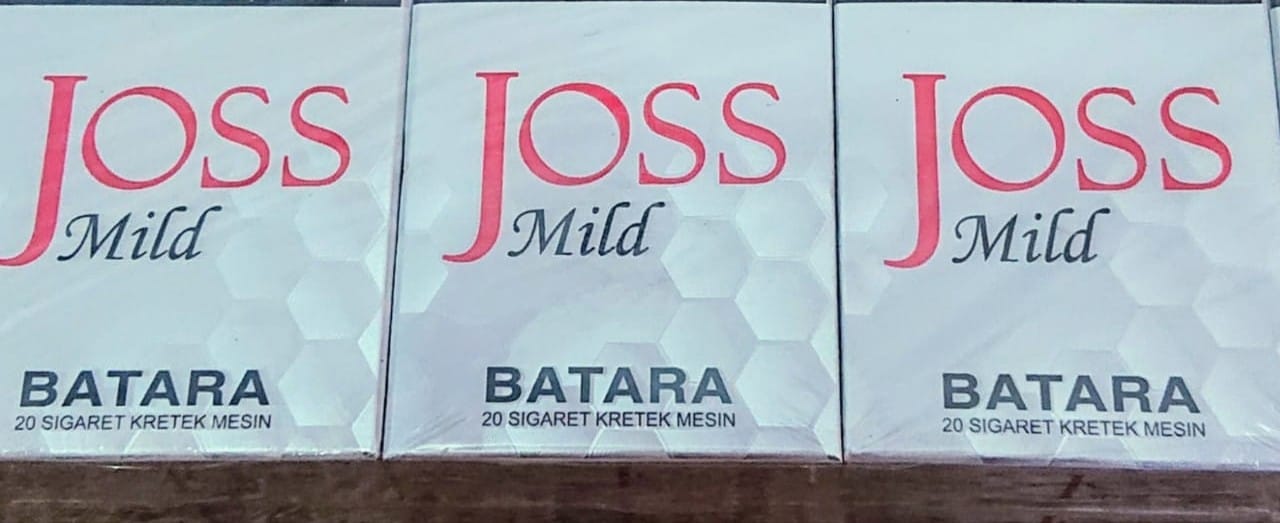 Joss
Mild
BATARA
20 SIGARET KRETEK MESIN
Joss
Mild
BATARA
20 SIGARET KRETEK MESIN
Joss
Mild
BATARA
20 SIGARET KRETEK MESIN